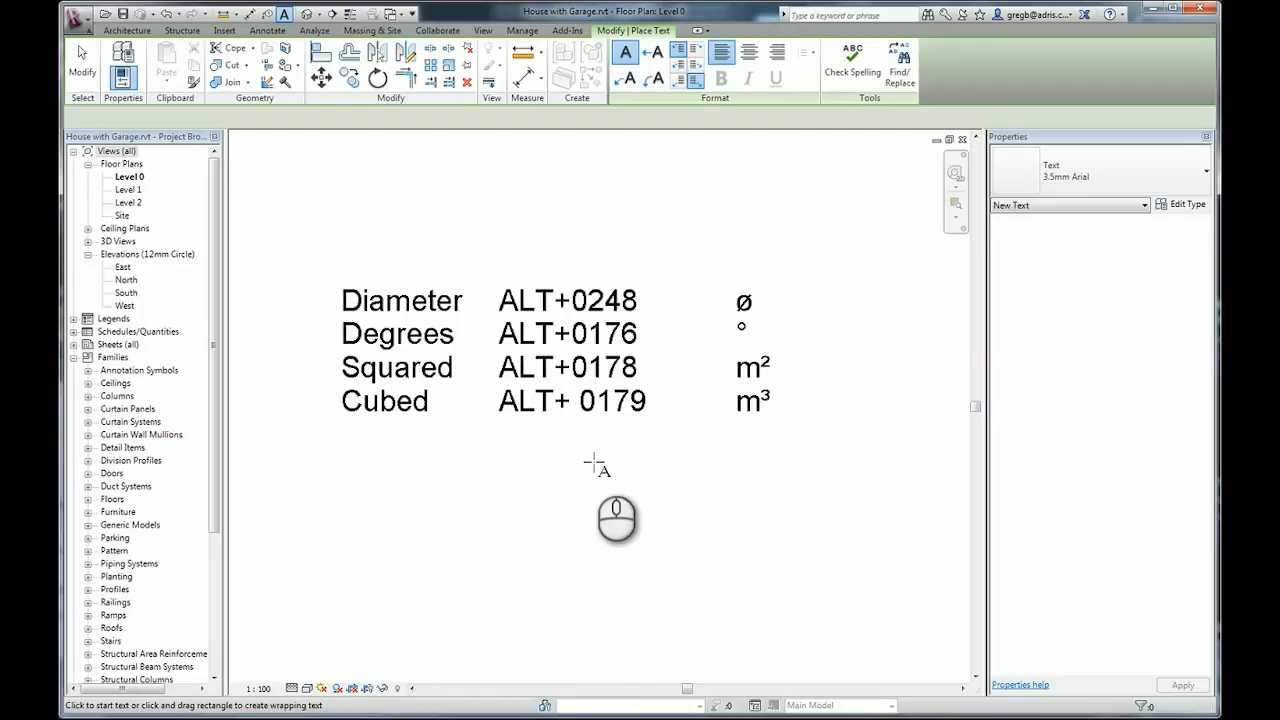 House with Garage.rvt - Floor Plan: Level 0
Type a keyword or phrase
gregb@adris.c...
Architecture Structure Insert Annotate Analyze Massing & Site Collaborate View Manage Add-Ins Modify | Place Text
Modify
Paste
Cope
Cut
Join
ABC
Check Spelling
Find/
Replace
Select Properties Clipboard Geometry Modify View Measure Create Format Tools
House with Garage.rvt - Project Bro...
Views (all)
Floor Plans
Level 0
Level 1
Level 2
Site
Ceiling Plans
3D Views
Elevations (12mm Circle)
East
North
South
West
Legends
Schedules/Quantities
Sheets (all)
Families
Annotation Symbols
Ceilings
Columns
Curtain Panels
Curtain Systems
Curtain Wall Mullions
Detail Items
Division Profiles
Doors
Duct Systems
Floors
Furniture
Generic Models
Parking
Pattern
Piping Systems
Planting
Profiles
Railings
Ramps
Roofs
Stairs
Structural Area Reinforceme
Structural Beam Systems
Structural Columns
Diameter ALT+0248 ø
Degrees ALT+0176 °
Squared ALT+0178 m²
Cubed ALT+ 0179 m³
A
Properties
Text
3.5mm Arial
New Text
Edit Type
Properties help
Apply
1 : 100
Click to start text or click and drag rectangle to create wrapping text
:0
Main Model
:0